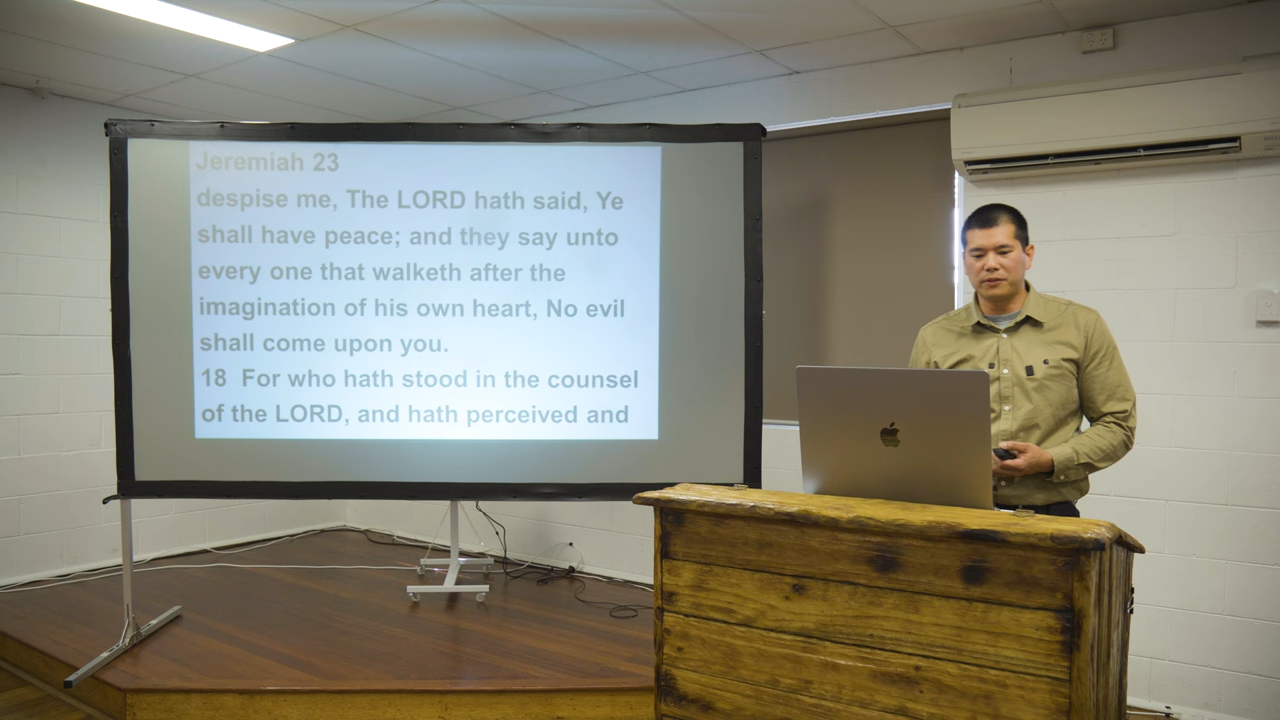 Jeremiah 23
despise me, The LORD hath said, Ye
shall have peace; and they say unto
every one that walketh after the
imagination of his own heart, No evil
shall come upon you.
18 For who hath stood in the counsel
of the LORD, and hath perceived and